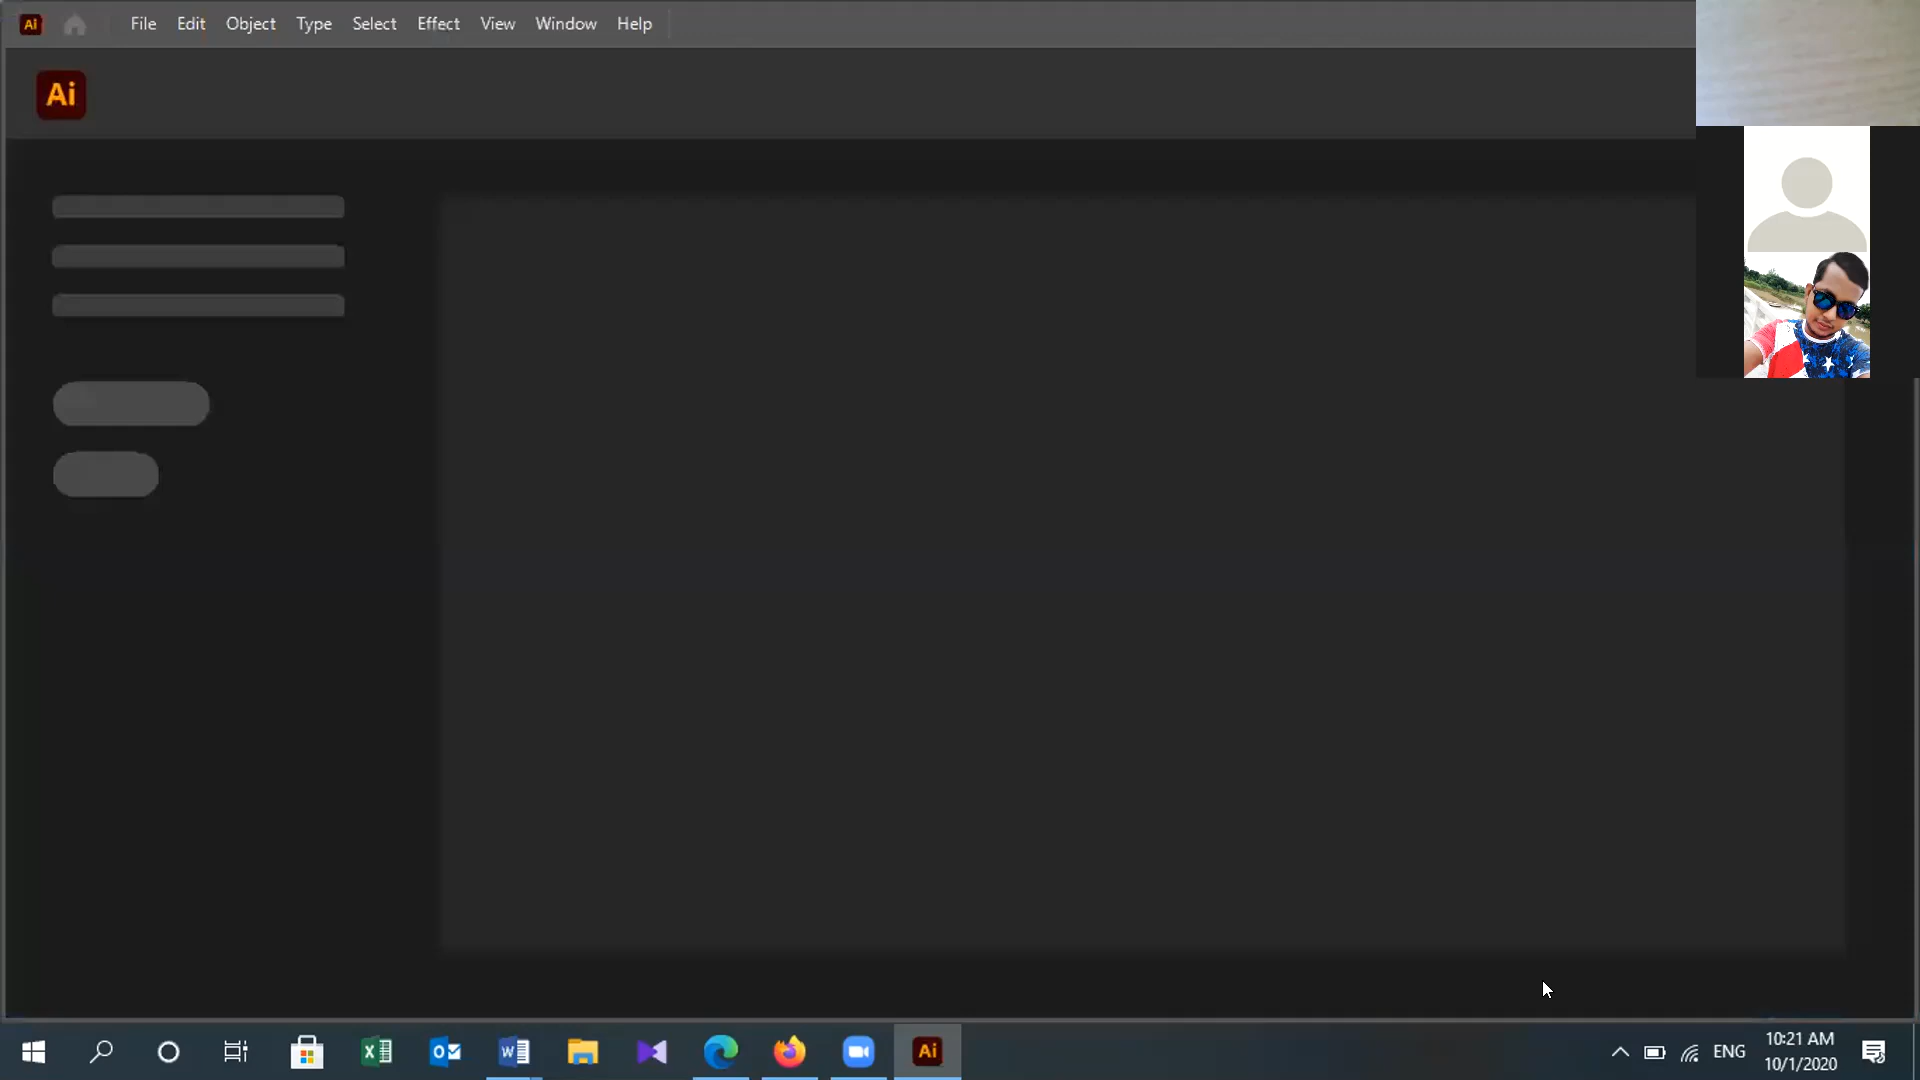 Ai File Edit Object Type Select Effect View Window Help
Ai
Ai ENG 10:21 AM
10/1/2020